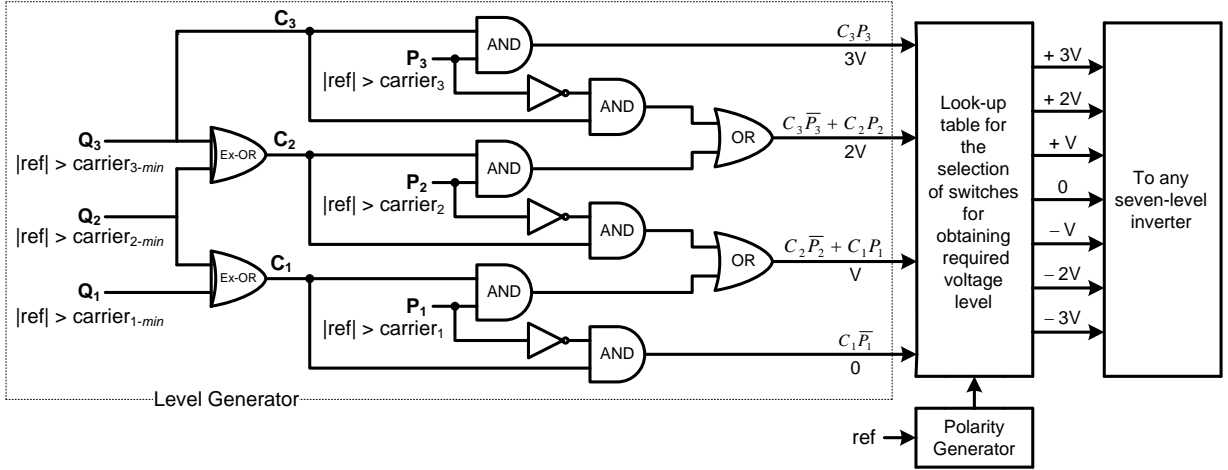 C₃
AND
C₃P₃
3V
P₃
|ref| > carrier₃
AND
Q₃
|ref| > carrier₃₋min
Ex-OR
C₂
OR
C₃P̅₃̅ + C₂P₂
2V
AND
P₂
|ref| > carrier₂
Q₂
|ref| > carrier₂₋min
AND
Ex-OR
C₁
OR
C₂P̅₂̅ + C₁P₁
V
AND
Q₁
|ref| > carrier₁₋min
P₁
|ref| > carrier₁
AND
C₁P̅₁̅
0
Level Generator
Look-up
table for
the
selection
of switches
for
obtaining
required
voltage
level
+ 3V
+ 2V
+ V
0
− V
− 2V
− 3V
To any
seven-level
inverter
ref
Polarity
Generator